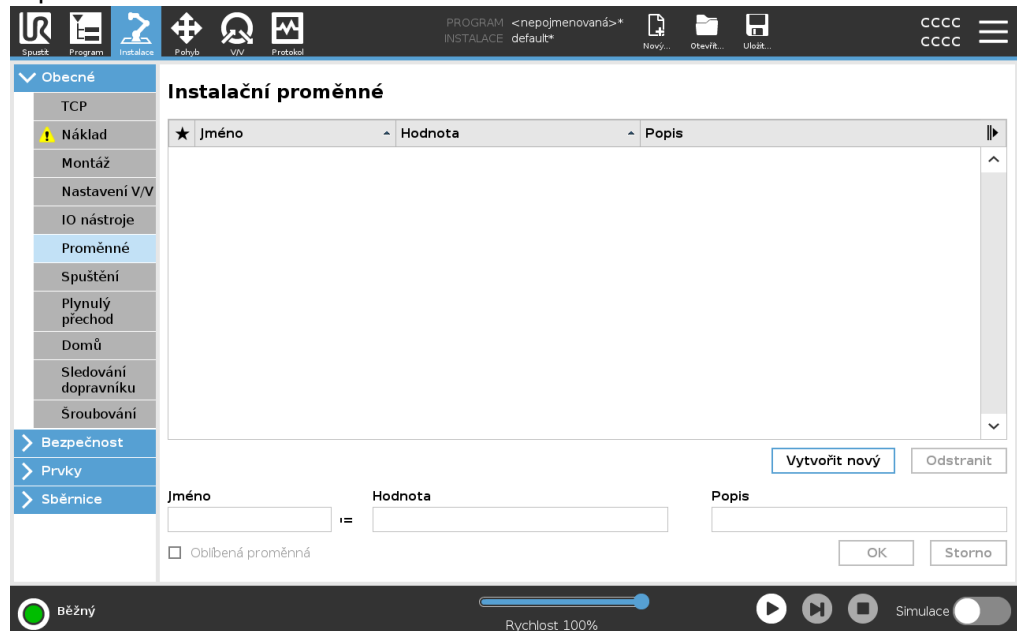 PROGRAM <nepojmenovaná>*
INSTALACE default*
Spustit Program Instalace Pohyb V/V Protokol
Nový... Otevřít... Uložit...
CCCC
CCCC
Obecné
TCP
Náklad
Montáž
Nastavení V/V
IO nástroje
Proměnné
Spuštění
Plynulý
přechod
Domů
Sledování
dopravníku
Šroubování
Bezpečnost
Prvky
Sběrnice
Instalační proměnné
Jméno Hodnota Popis
Vytvořit nový Odstranit
Jméno Hodnota Popis
:=
Oblíbená proměnná
OK Storno
Běžný
Rychlost 100%
Simulace